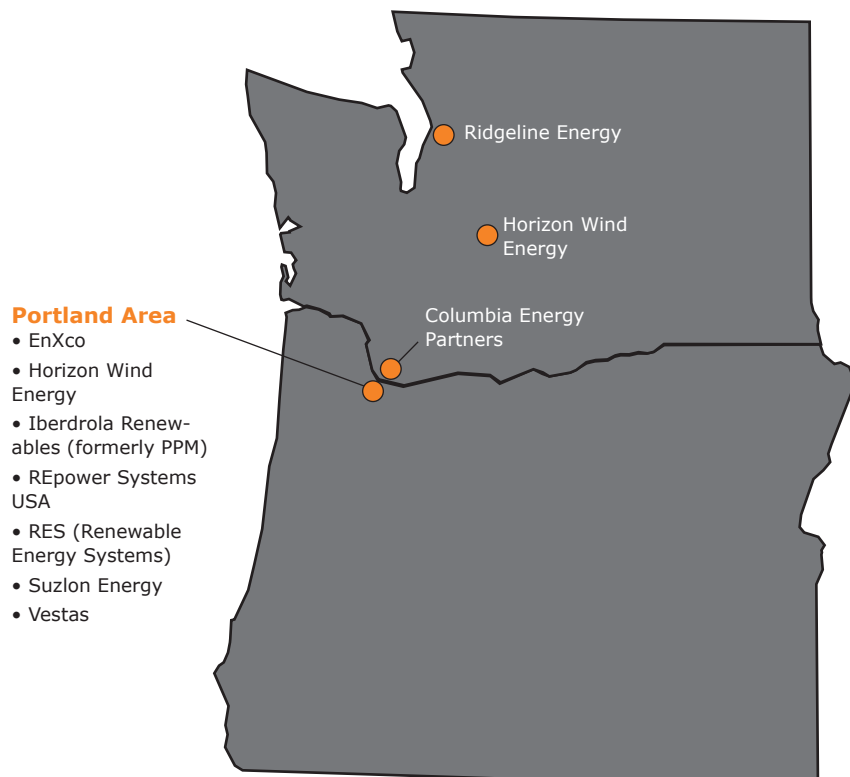 Ridgeline Energy
Horizon Wind
Energy
Columbia Energy
Partners
Portland Area
• EnXco
• Horizon Wind
Energy
• Iberdrola Renew-
ables (formerly PPM)
• REpower Systems
USA
• RES (Renewable
Energy Systems)
• Suzlon Energy
• Vestas